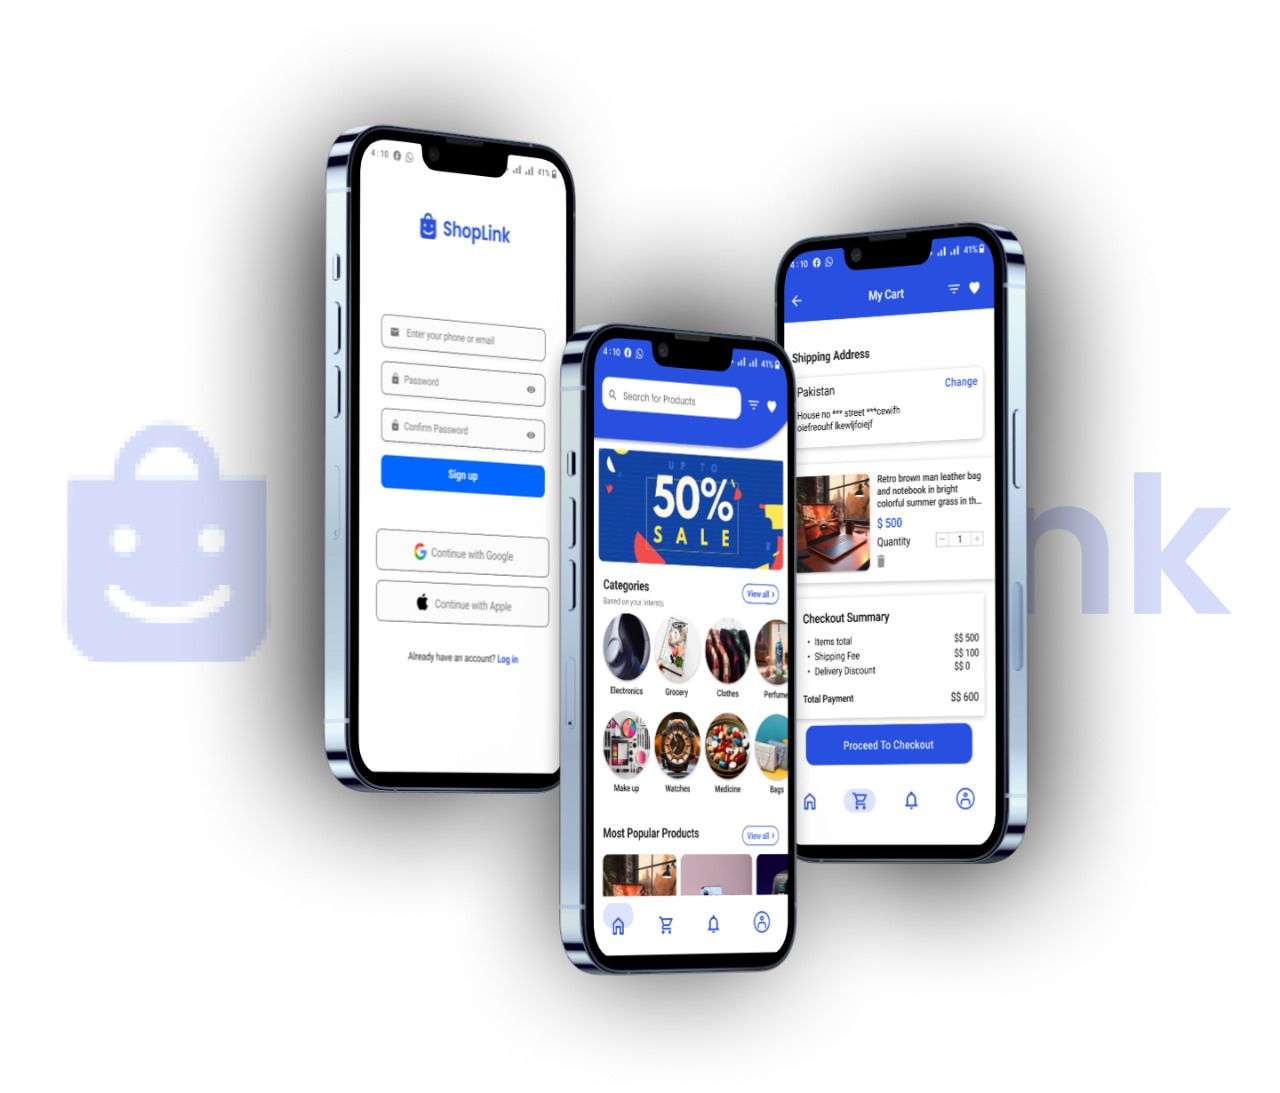 4:10
41%
ShopLink
Enter your phone or email
Password
Confirm Password
Sign up
Continue with Google
Continue with Apple
Already have an account? Log in
4:10
41%
Search for Products
UP TO
50%
SALE
Categories
View all >
Based on your intersts
Electronics
Grocery
Clothes
Perfume
Make up
Watches
Medicine
Bags
Most Popular Products
View all >
4:10
41%
My Cart
Shipping Address
Pakistan
Change
House no *** street ***cewifh
oiefreouhf lkewljfoiejf
Retro brown man leather bag
and notebook in bright
colorful summer grass in th...
$ 500
Quantity
− 1 +
Checkout Summary
• Items total $$ 500
• Shipping Fee $$ 100
• Delivery Discount $$ 0
Total Payment $$ 600
Proceed To Checkout
nk